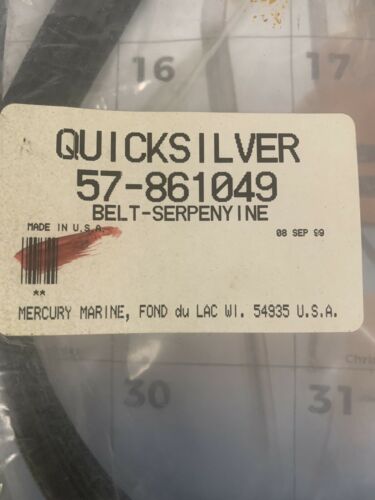 16
17
QUICKSILVER
57-861049
BELT-SERPENYINE
MADE IN U.S.A.
08 SEP 99
**
MERCURY MARINE, FOND du LAC WI. 54935 U.S.A.
Chri
30
31